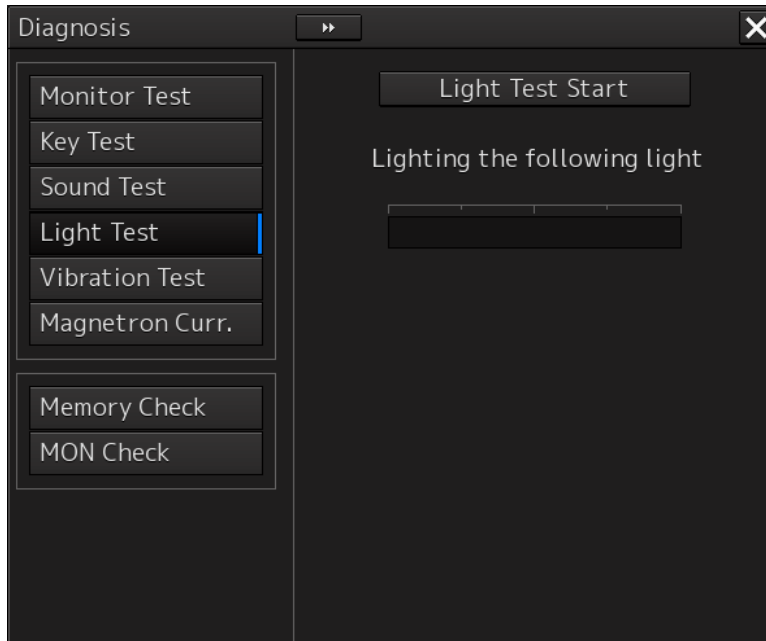 Diagnosis
Monitor Test
Key Test
Sound Test
Light Test
Vibration Test
Magnetron Curr.
Memory Check
MON Check
Light Test Start
Lighting the following light